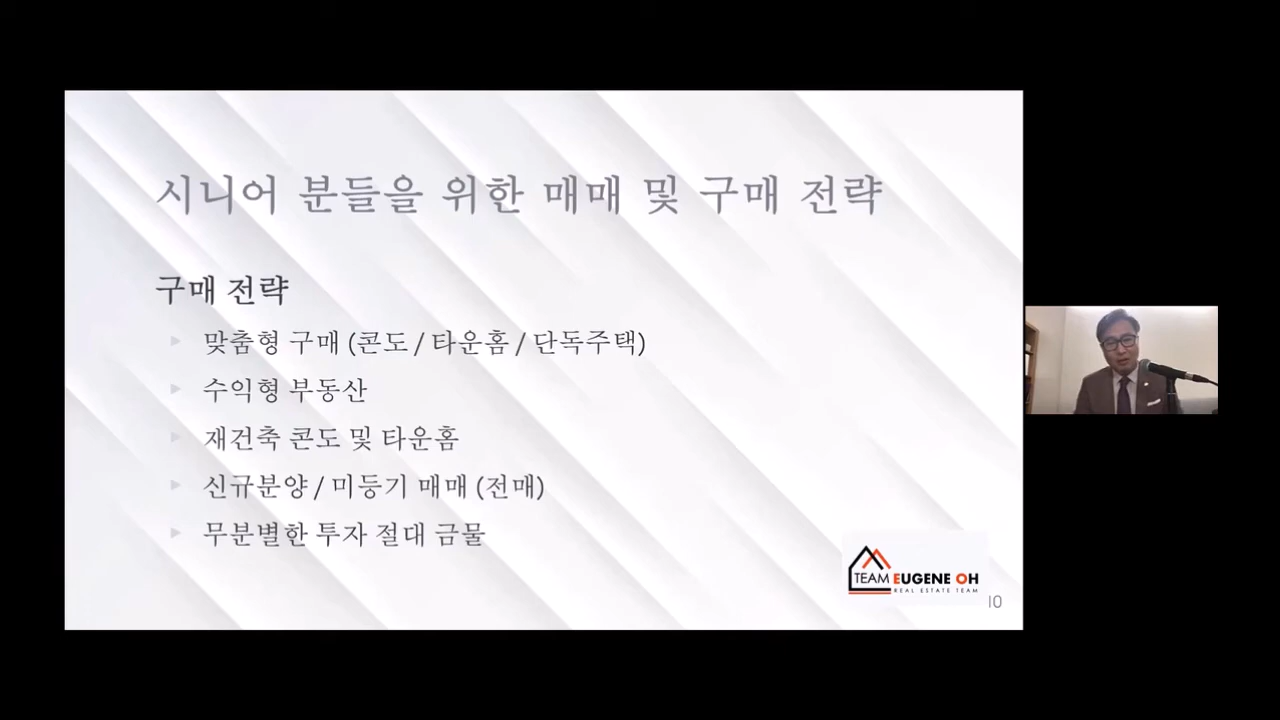 시니어 분들을 위한 매매 및 구매 전략
구매 전략
맞춤형 구매 (콘도 / 타운홈 / 단독주택)
수익형 부동산
재건축 콘도 및 타운홈
신규분양 / 미등기 매매 (전매)
무분별한 투자 절대 금물
TEAM EUGENE OH
REAL ESTATE TEAM
10